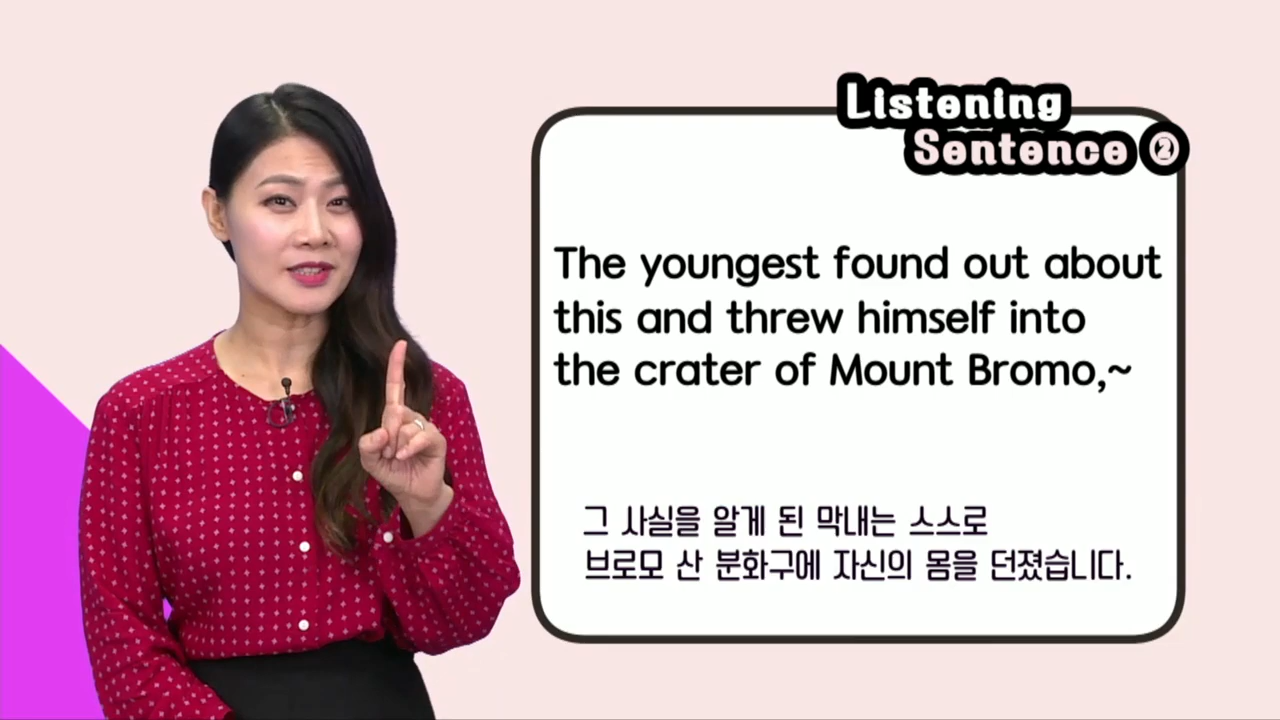 Listening
Sentence ②
The youngest found out about
this and threw himself into
the crater of Mount Bromo,~
그 사실을 알게 된 막내는 스스로
브로모 산 분화구에 자신의 몸을 던졌습니다.